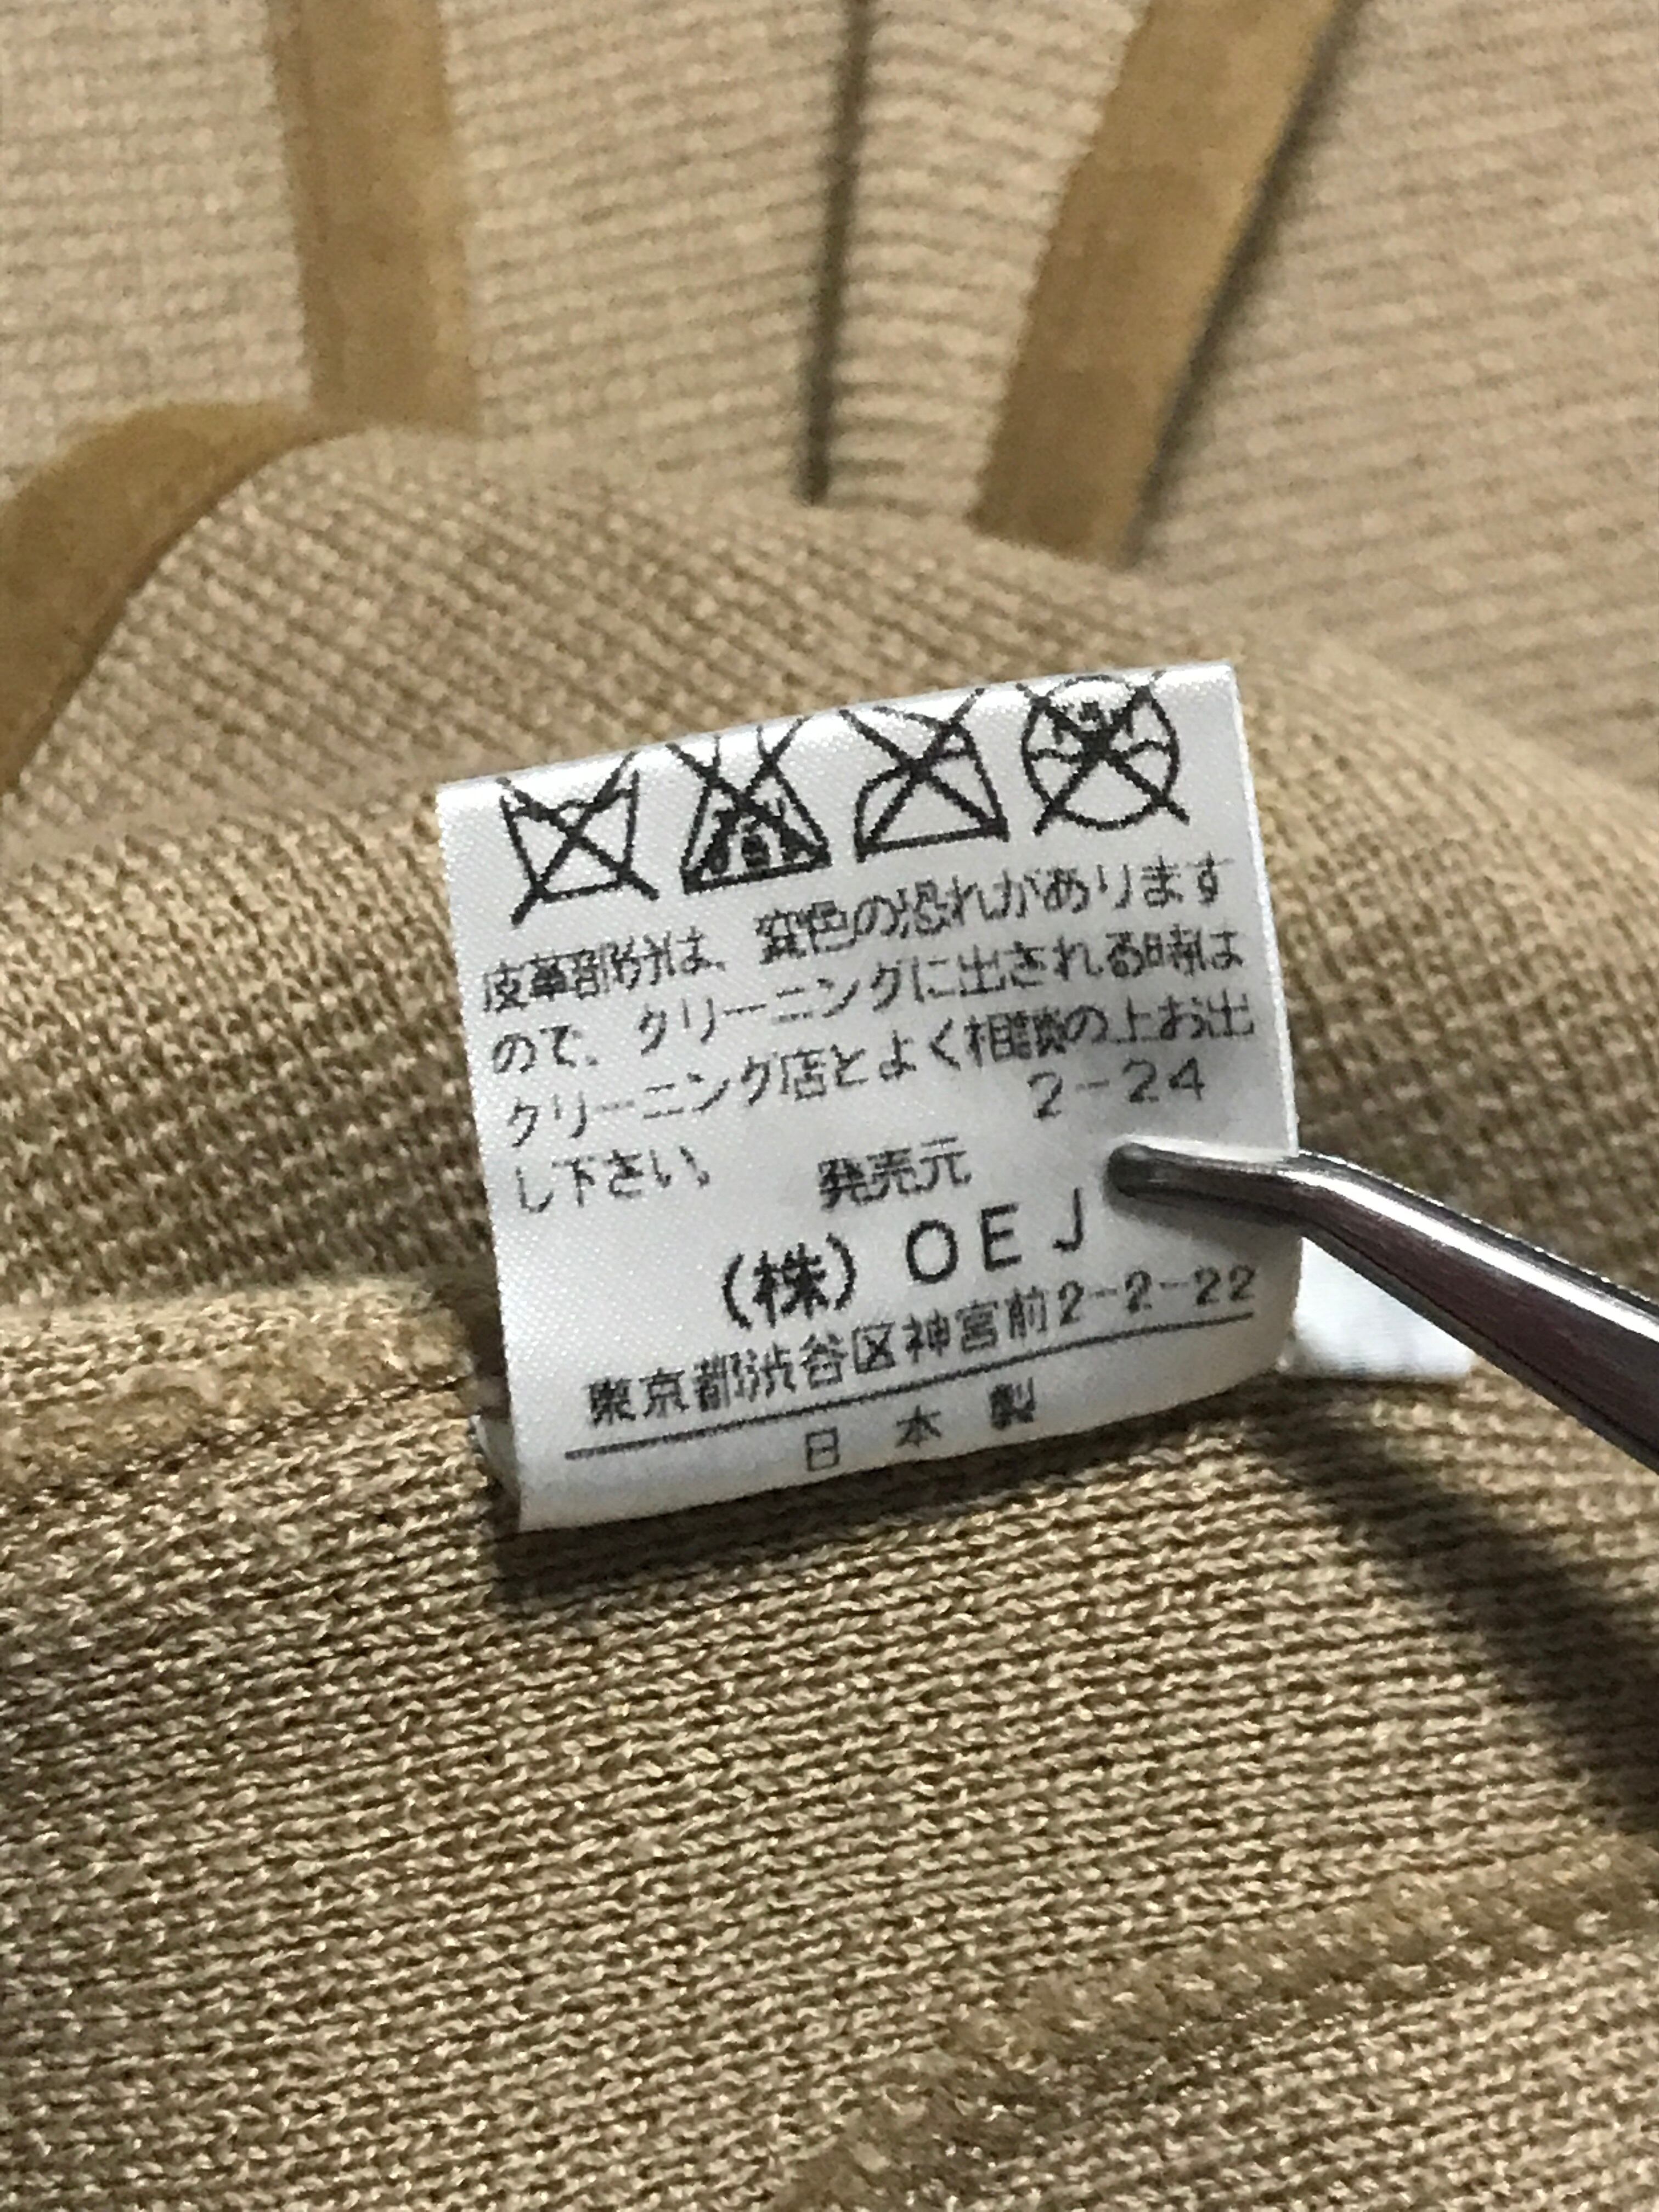 皮革部分は、変色の恐れがあります
ので、クリーニングに出される時は
クリーニング店とよく相談の上お出
し下さい。
2-24
発売元
(株)OEJ
東京都渋谷区神宮前2-2-22
日本製